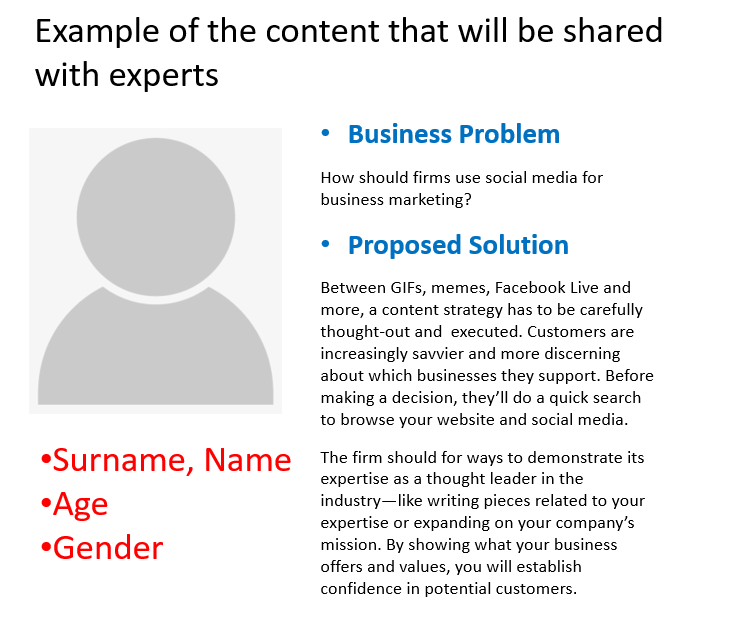 Example of the content that will be shared
with experts
• Business Problem
How should firms use social media for
business marketing?
• Proposed Solution
Between GIFs, memes, Facebook Live and
more, a content strategy has to be carefully
thought-out and  executed. Customers are
increasingly savvier and more discerning
about which businesses they support. Before
making a decision, they’ll do a quick search
to browse your website and social media.
The firm should for ways to demonstrate its
expertise as a thought leader in the
industry—like writing pieces related to your
expertise or expanding on your company’s
mission. By showing what your business
offers and values, you will establish
confidence in potential customers.
•Surname, Name
•Age
•Gender